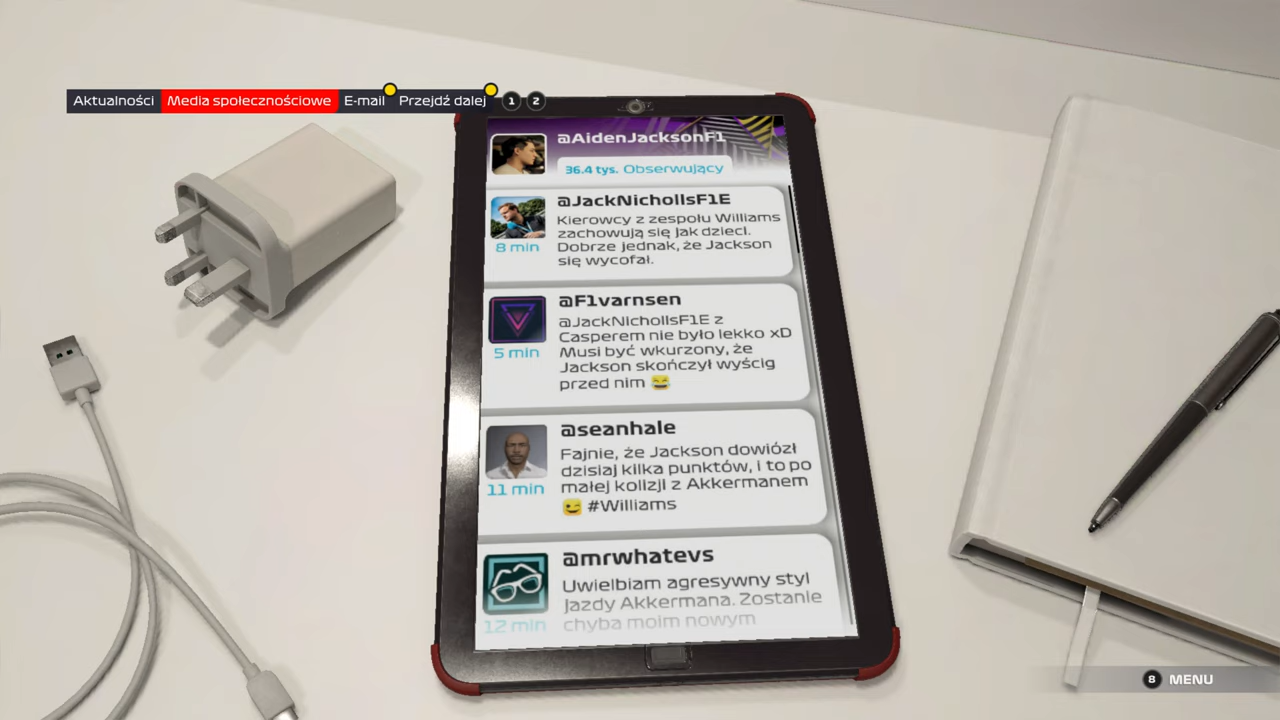 Aktualności Media społecznościowe E-mail Przejdź dalej 1 2
@AidenJacksonF1
36.4 tys. Obserwujący
@JackNichollsF1E
Kierowcy z zespołu Williams
zachowują się jak dzieci.
Dobrze jednak, że Jackson
się wycofał.
8 min
@F1varnsen
@JackNichollsF1E z
Casperem nie było lekko xD
Musi być wkurzony, że
Jackson skończył wyścig
przed nim 😆
5 min
@seanhale
Fajnie, że Jackson dowiózł
dzisiaj kilka punktów, i to po
małej kolizji z Akkermanem
😉 #Williams
11 min
@mrwhatevs
Uwielbiam agresywny styl
jazdy Akkermana. Zostanie
chyba moim nowym
12 min
8 MENU